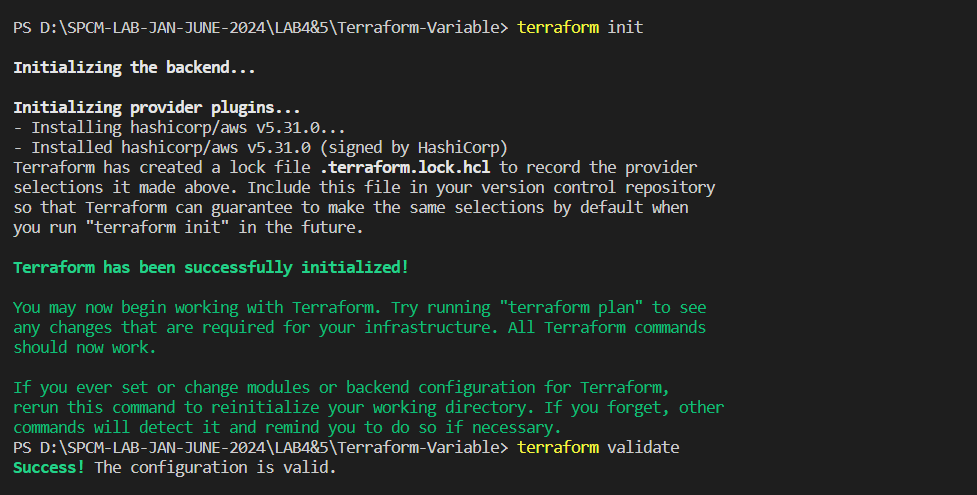 PS D:\SPCM-LAB-JAN-JUNE-2024\LAB4&5\Terraform-Variable> terraform init
Initializing the backend...
Initializing provider plugins...
- Installing hashicorp/aws v5.31.0...
- Installed hashicorp/aws v5.31.0 (signed by HashiCorp)
Terraform has created a lock file .terraform.lock.hcl to record the provider
selections it made above. Include this file in your version control repository
so that Terraform can guarantee to make the same selections by default when
you run "terraform init" in the future.
Terraform has been successfully initialized!
You may now begin working with Terraform. Try running "terraform plan" to see
any changes that are required for your infrastructure. All Terraform commands
should now work.
If you ever set or change modules or backend configuration for Terraform,
rerun this command to reinitialize your working directory. If you forget, other
commands will detect it and remind you to do so if necessary.
PS D:\SPCM-LAB-JAN-JUNE-2024\LAB4&5\Terraform-Variable> terraform validate
Success! The configuration is valid.